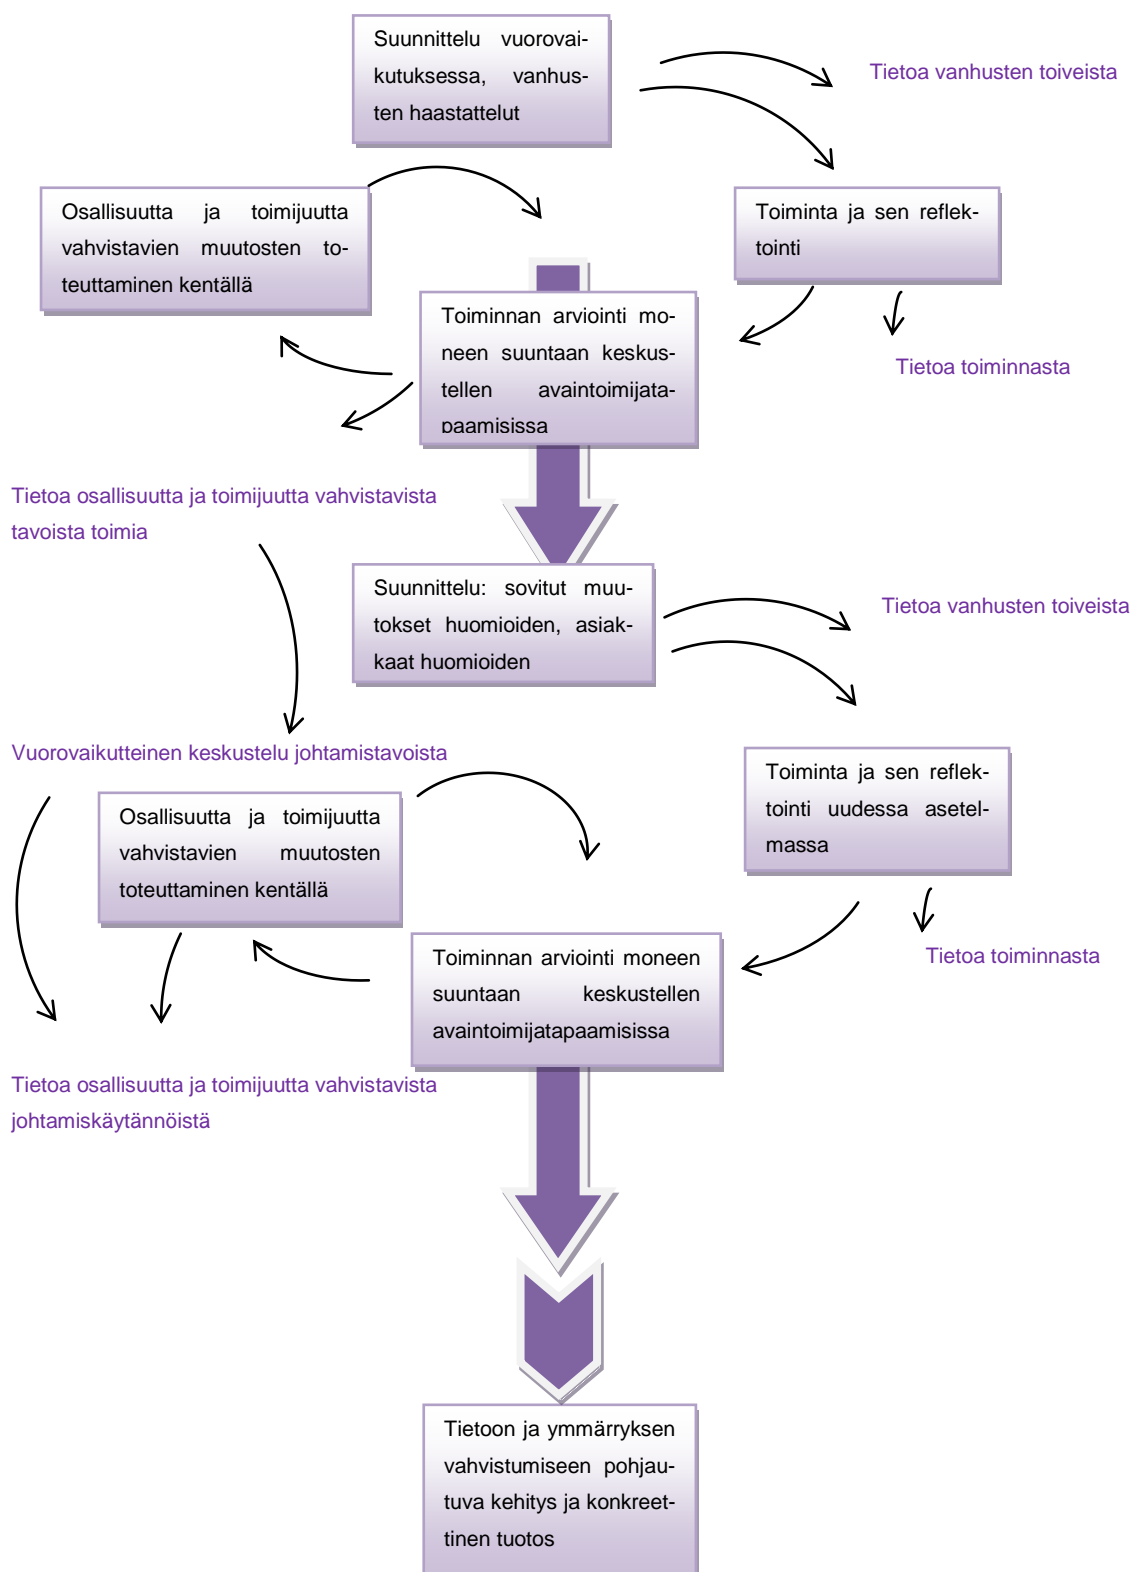 Suunnittelu vuorovai-
kutuksessa, vanhus-
ten haastattelut
Tietoa vanhusten toiveista
Osallisuutta ja toimijuutta
vahvistavien muutosten to-
teuttaminen kentällä
Toiminta ja sen reflek-
tointi
Toiminnan arviointi mo-
neen suuntaan keskus-
tellen avaintoimijata-
paamisissa
Tietoa toiminnasta
Tietoa osallisuutta ja toimijuutta vahvistavista
tavoista toimia
Suunnittelu: sovitut muu-
tokset huomioiden, asiak-
kaat huomioiden
Tietoa vanhusten toiveista
Vuorovaikutteinen keskustelu johtamistavoista
Toiminta ja sen reflek-
tointi uudessa asetel-
massa
Osallisuutta ja toimijuutta
vahvistavien muutosten
toteuttaminen kentällä
Toiminnan arviointi moneen
suuntaan keskustellen
avaintoimijatapaamisissa
Tietoa toiminnasta
Tietoa osallisuutta ja toimijuutta vahvistavista
johtamiskäytännöistä
Tietoon ja ymmärryksen
vahvistumiseen pohjau-
tuva kehitys ja konkreet-
tinen tuotos